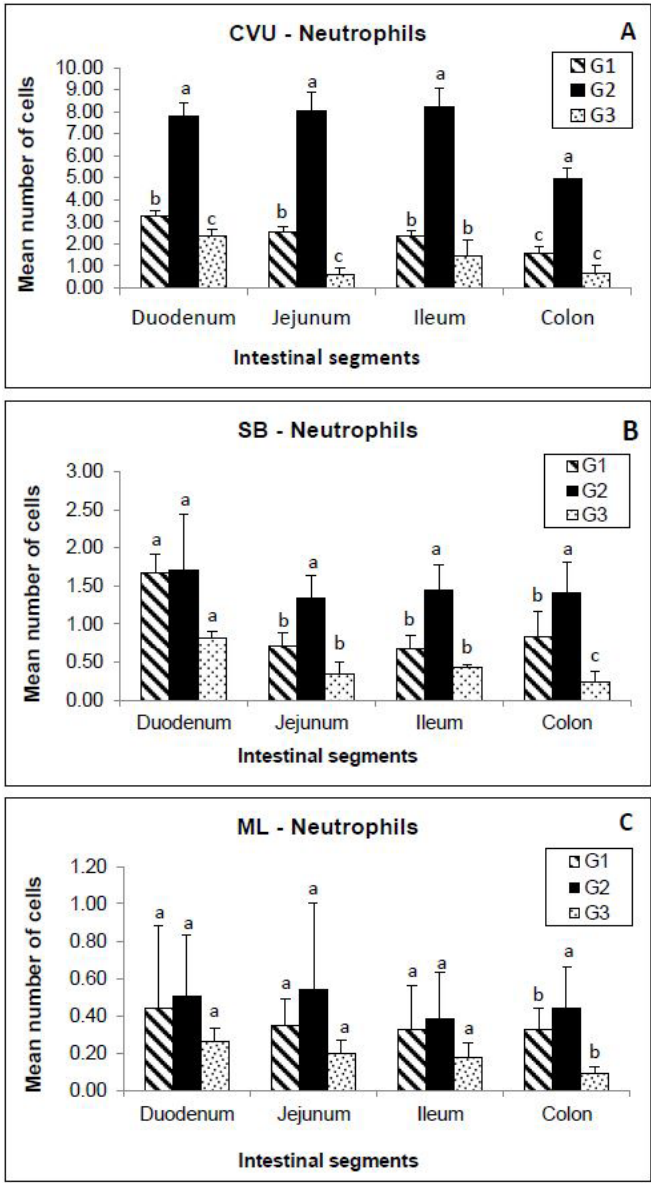 CVU - Neutrophils
A
G1
G2
G3
Mean number of cells
10.00
9.00
8.00
7.00
6.00
5.00
4.00
3.00
2.00
1.00
0.00
b a c
b a c
b a b
c a c
Duodenum Jejunum Ileum Colon
Intestinal segments
SB - Neutrophils
B
G1
G2
G3
Mean number of cells
3.00
2.50
2.00
1.50
1.00
0.50
0.00
a a a
b a b
b a b
b a c
Duodenum Jejunum Ileum Colon
Intestinal segments
ML - Neutrophils
C
G1
G2
G3
Mean number of cells
1.20
1.00
0.80
0.60
0.40
0.20
0.00
a a a
a a a
a a a
b a b
Duodenum Jejunum Ileum Colon
Intestinal segments